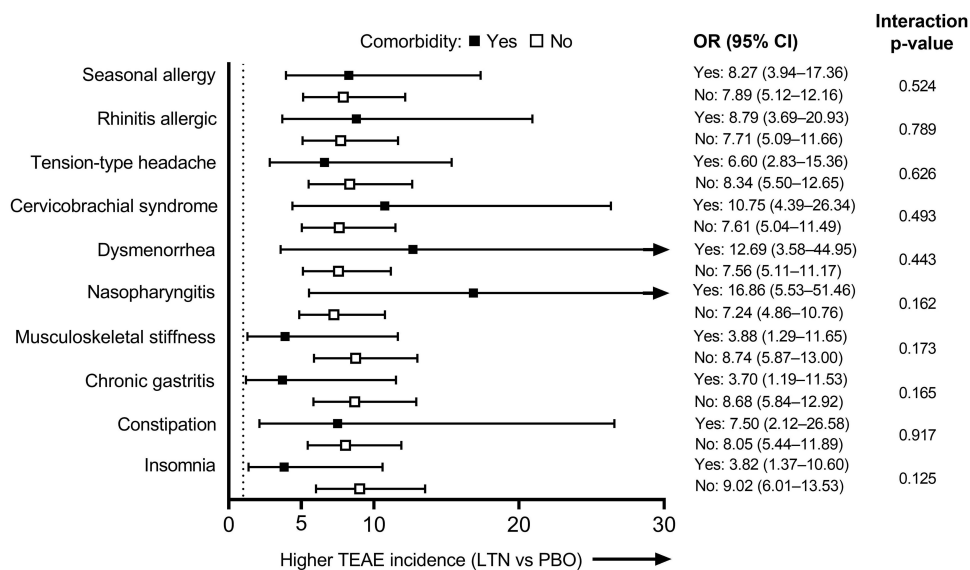 Interaction
p-value
Comorbidity: Yes No OR (95% CI)
Seasonal allergy Yes: 8.27 (3.94–17.36)
0.524
No: 7.89 (5.12–12.16)
Rhinitis allergic Yes: 8.79 (3.69–20.93)
0.789
No: 7.71 (5.09–11.66)
Tension-type headache Yes: 6.60 (2.83–15.36)
0.626
No: 8.34 (5.50–12.65)
Cervicobrachial syndrome Yes: 10.75 (4.39–26.34)
0.493
No: 7.61 (5.04–11.49)
Dysmenorrhea Yes: 12.69 (3.58–44.95)
0.443
No: 7.56 (5.11–11.17)
Nasopharyngitis Yes: 16.86 (5.53–51.46)
0.162
No: 7.24 (4.86–10.76)
Musculoskeletal stiffness Yes: 3.88 (1.29–11.65)
0.173
No: 8.74 (5.87–13.00)
Chronic gastritis Yes: 3.70 (1.19–11.53)
0.165
No: 8.68 (5.84–12.92)
Constipation Yes: 7.50 (2.12–26.58)
0.917
No: 8.05 (5.44–11.89)
Insomnia Yes: 3.82 (1.37–10.60)
0.125
No: 9.02 (6.01–13.53)
0 5 10 20 30
Higher TEAE incidence (LTN vs PBO)